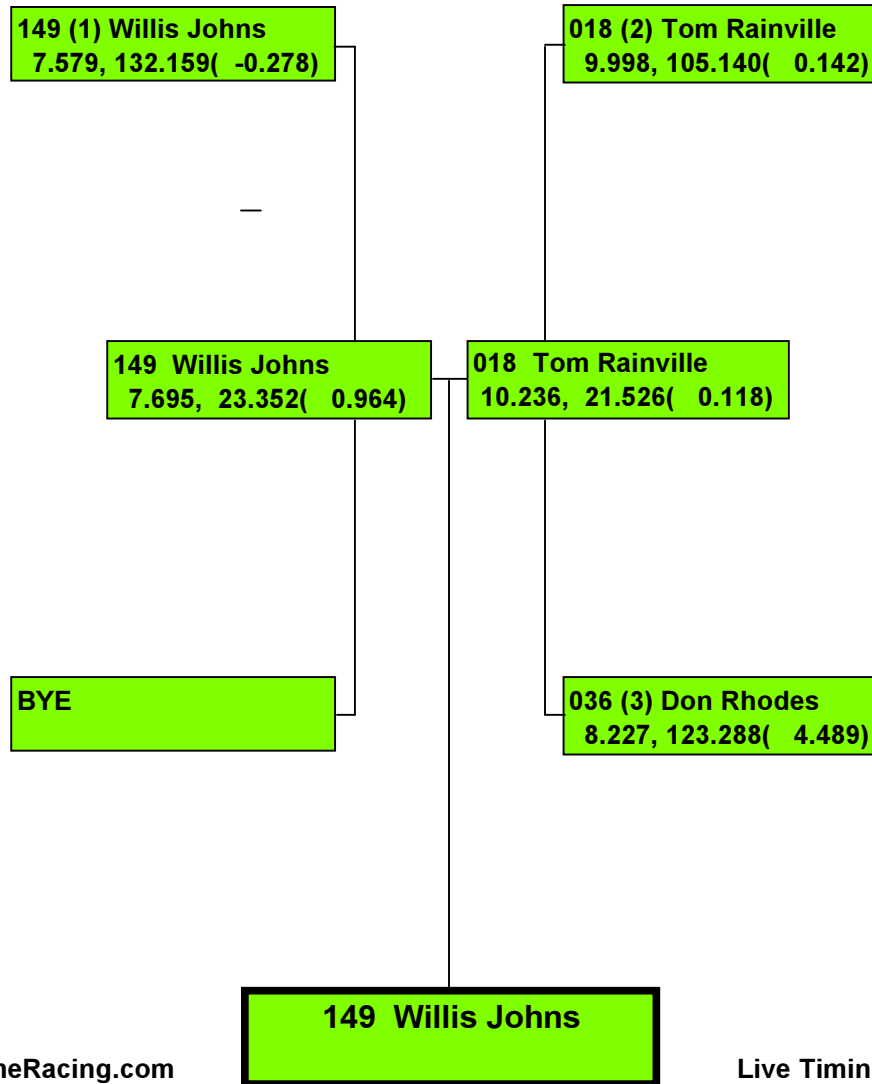 149 (1) Willis Johns
7.579, 132.159( -0.278)
018 (2) Tom Rainville
9.998, 105.140( 0.142)
149 Willis Johns
7.695, 23.352( 0.964)
018 Tom Rainville
10.236, 21.526( 0.118)
BYE
036 (3) Don Rhodes
8.227, 123.288( 4.489)
149 Willis Johns
neRacing.com
Live Timin